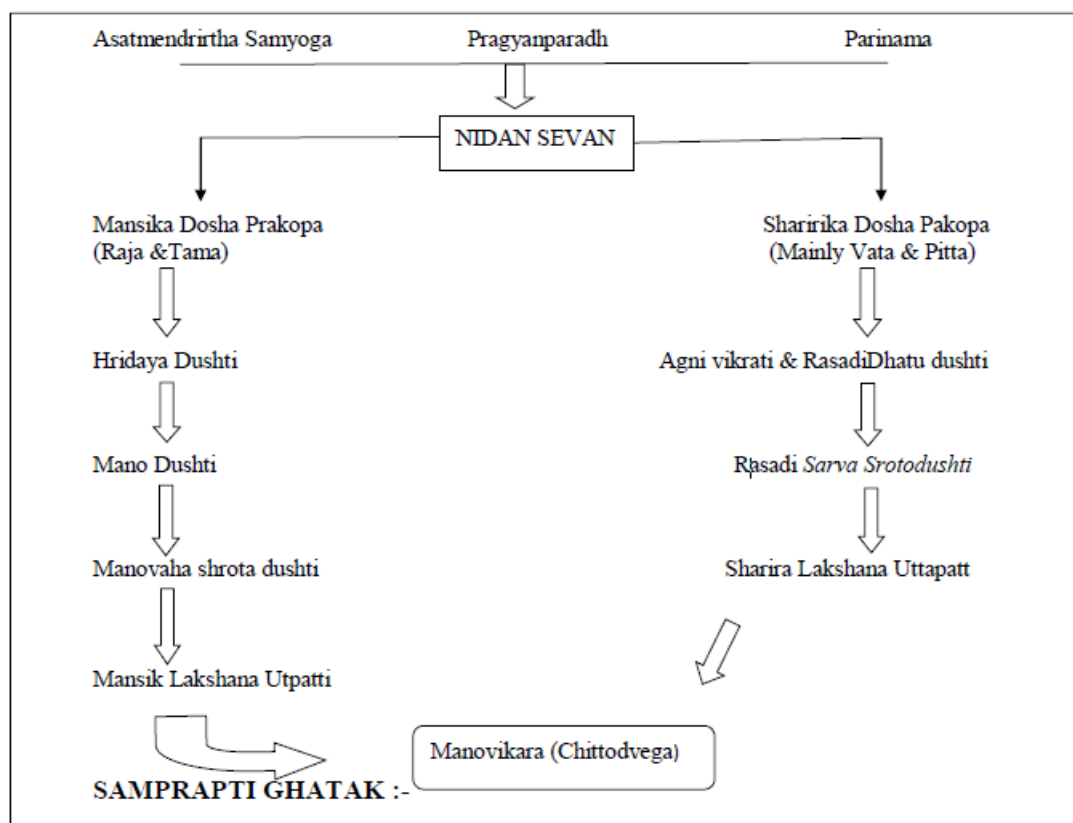 Asatmendrirtha Samyoga Pragyanparadh Parinama
NIDAN SEVAN
Mansika Dosha Prakopa
(Raja &Tama)
Hridaya Dushti
Mano Dushti
Manovaha shrota dushti
Mansik Lakshana Utpatti
Sharirika Dosha Pakopa
(Mainly Vata & Pitta)
Agni vikrati & RasadiDhatu dushti
Rasadi Sarva Srotodushti
Sharira Lakshana Uttapatt
Manovikara (Chittodvega)
SAMPRAPTI GHATAK :-